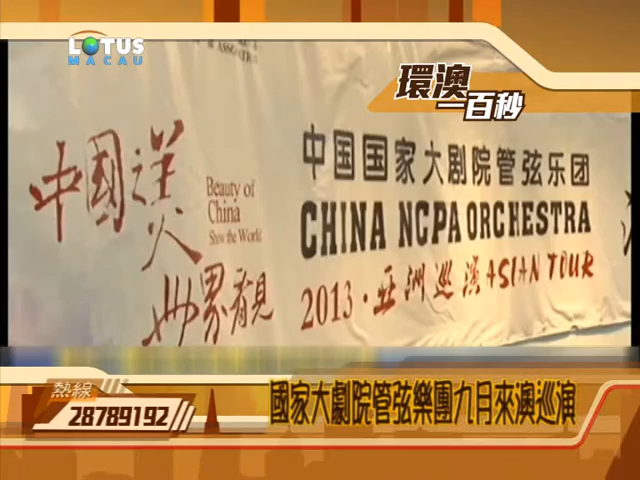 LOTUS
MACAU
環澳
一百秒
中國之美
世界看見
Beauty of
China
Show the World
中国国家大剧院管弦乐团
CHINA NCPA ORCHESTRA
2013·亚洲巡演 ASIAN TOUR
熱線
28789192
國家大劇院管弦樂團九月來澳巡演